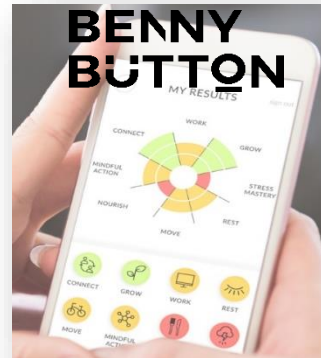 BENNY
BUTTON
MY RESULTS
WORK
CONNECT
GROW
MINDFUL
ACTION
STRESS
MASTERY
NOURISH
REST
MOVE
CONNECT
GROW
WORK
REST
MOVE
MINDFUL